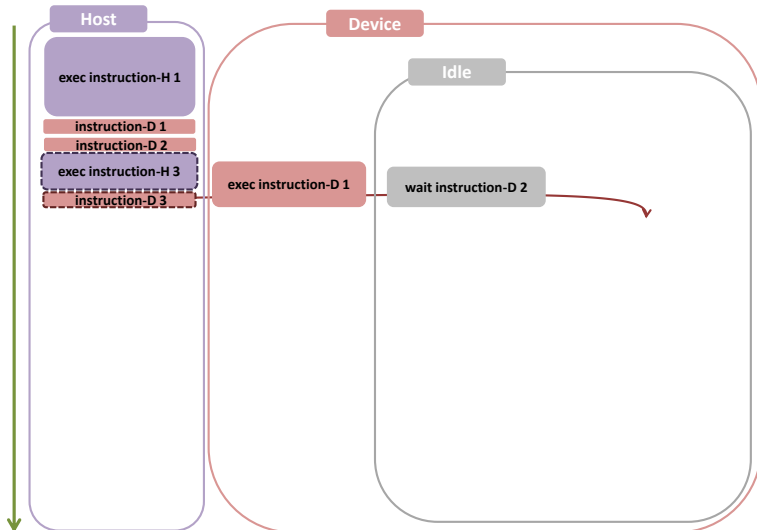 Host
Device
Idle
exec instruction-H 1
instruction-D 1
instruction-D 2
exec instruction-H 3
instruction-D 3
exec instruction-D 1
wait instruction-D 2